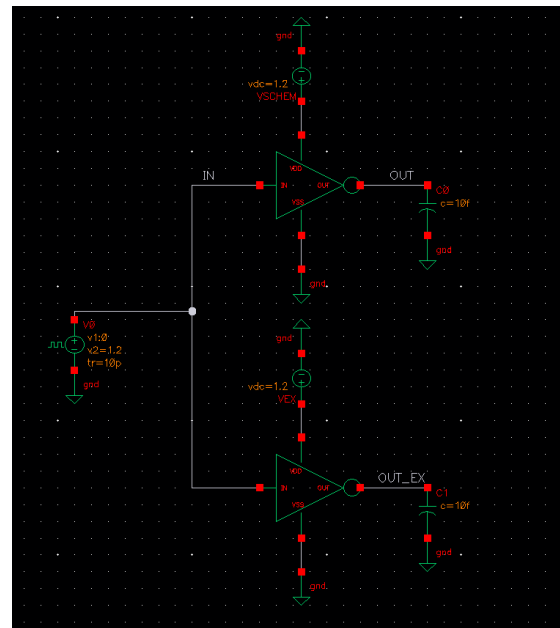 gnd
vdc=1.2
VSCHEM
VDD
IN
IN OUT
OUT
VSS
C0
c=10f
gnd
gnd
V0
v1:0
v2=1.2
tr=10p
gnd
gnd
vdc=1.2
VEX
VDD
IN OUT
OUT_EX
VSS
C1
c=10f
gnd
gnd